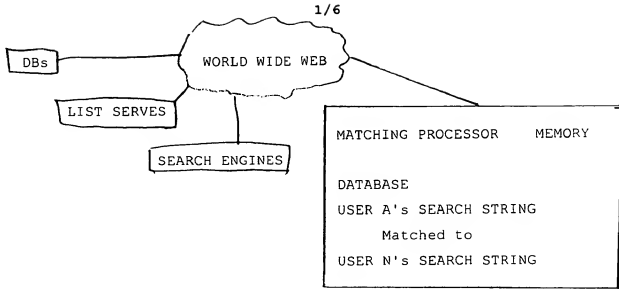 1/6
DBs
WORLD WIDE WEB
LIST SERVES
SEARCH ENGINES
MATCHING PROCESSOR MEMORY
DATABASE
USER A's SEARCH STRING
Matched to
USER N's SEARCH STRING